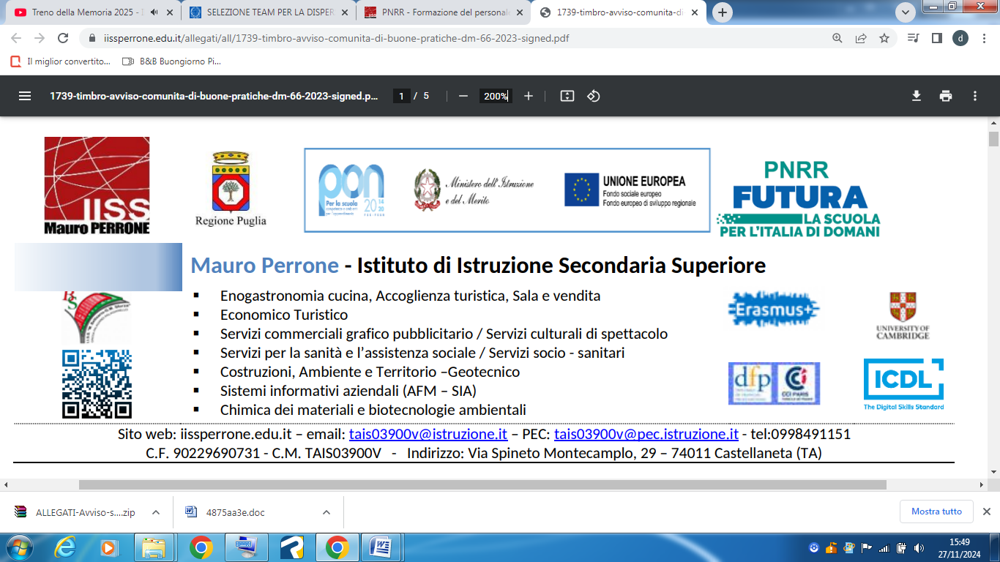 Treno della Memoria 2025 - I
SELEZIONE TEAM PER LA DISPER
PNRR - Formazione del personale
1739-timbro-avviso-comunita-di
iissperrone.edu.it/allegati/all/1739-timbro-avviso-comunita-di-buone-pratiche-dm-66-2023-signed.pdf
d
Il miglior convertito...
B&B Buongiorno Pi...
1739-timbro-avviso-comunita-di-buone-pratiche-dm-66-2023-signed.p...
1 / 5
200%
IISS
Mauro PERRONE
Regione Puglia
pon
Per la scuola
2014
2020
Ministero dell'Istruzione
e del Merito
UNIONE EUROPEA
Fondo sociale europeo
Fondo europeo di sviluppo regionale
PNRR
FUTURA
LA SCUOLA
PER L'ITALIA DI DOMANI
Mauro Perrone - Istituto di Istruzione Secondaria Superiore
▪ Enogastronomia cucina, Accoglienza turistica, Sala e vendita
▪ Economico Turistico
▪ Servizi commerciali grafico pubblicitario / Servizi culturali di spettacolo
▪ Servizi per la sanità e l’assistenza sociale / Servizi socio - sanitari
▪ Costruzioni, Ambiente e Territorio –Geotecnico
▪ Sistemi informativi aziendali (AFM – SIA)
▪ Chimica dei materiali e biotecnologie ambientali
BS
Erasmus+
UNIVERSITY OF
CAMBRIDGE
dfp
CCI PARIS
ICDL
The Digital Skills Standard
Sito web: iissperrone.edu.it – email: tais03900v@istruzione.it – PEC: tais03900v@pec.istruzione.it - tel:0998491151
C.F. 90229690731 - C.M. TAIS03900V - Indirizzo: Via Spineto Montecamplo, 29 – 74011 Castellaneta (TA)
ALLEGATI-Avviso-s....zip
4875aa3e.doc
Mostra tutto
15:49
27/11/2024